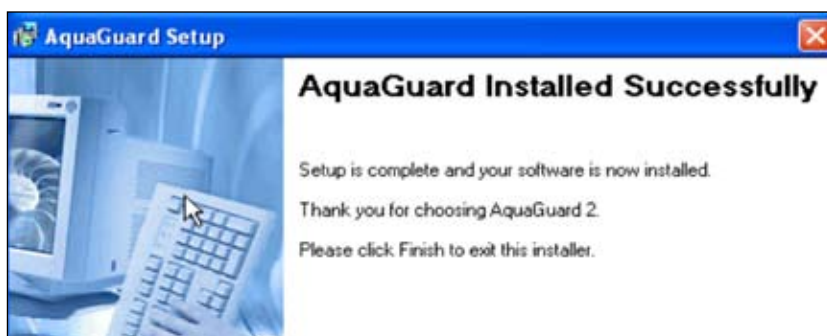 AquaGuard Setup
AquaGuard Installed Successfully
Setup is complete and your software is now installed.
Thank you for choosing AquaGuard 2.
Please click Finish to exit this installer.